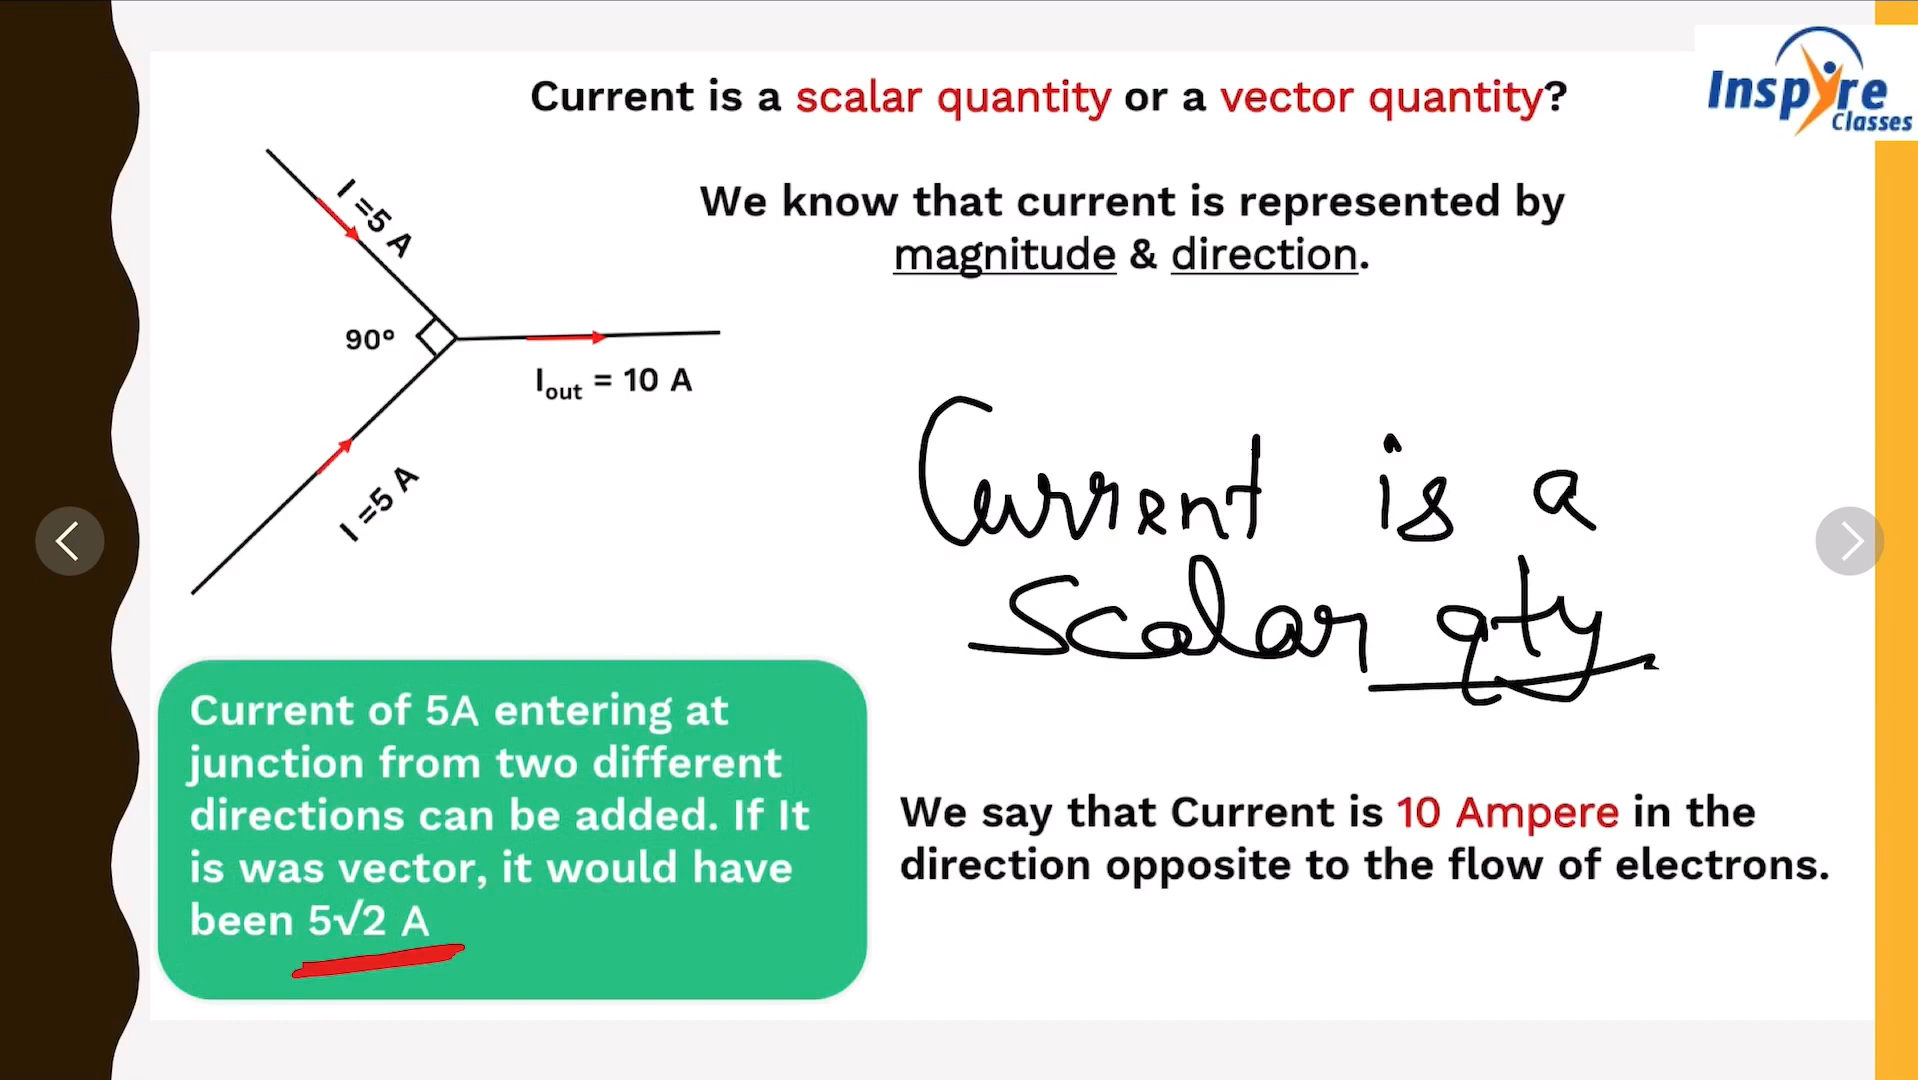 Inspyre
Classes
Current is a scalar quantity or a vector quantity?
We know that current is represented by
magnitude & direction.
I =5 A
90°
Iout = 10 A
I =5 A
Current is a
scalar qty
Current of 5A entering at
junction from two different
directions can be added. If It
is was vector, it would have
been 5√2 A
We say that Current is 10 Ampere in the
direction opposite to the flow of electrons.